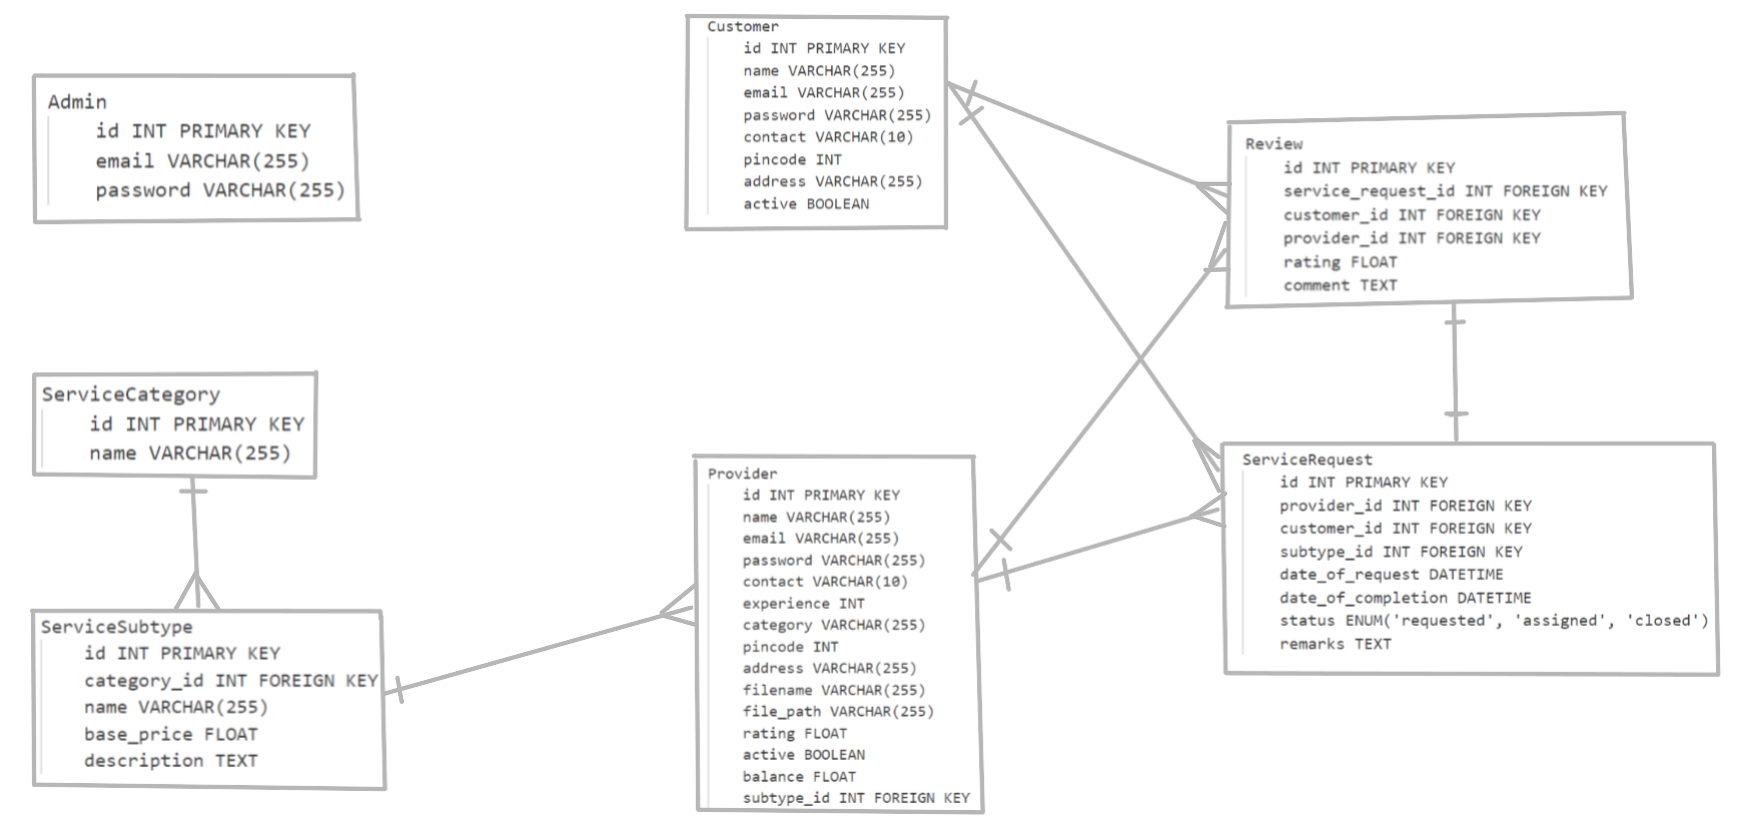 Admin
id INT PRIMARY KEY
email VARCHAR(255)
password VARCHAR(255)
Customer
id INT PRIMARY KEY
name VARCHAR(255)
email VARCHAR(255)
password VARCHAR(255)
contact VARCHAR(10)
pincode INT
address VARCHAR(255)
active BOOLEAN
Review
id INT PRIMARY KEY
service_request_id INT FOREIGN KEY
customer_id INT FOREIGN KEY
provider_id INT FOREIGN KEY
rating FLOAT
comment TEXT
ServiceCategory
id INT PRIMARY KEY
name VARCHAR(255)
ServiceSubtype
id INT PRIMARY KEY
category_id INT FOREIGN KEY
name VARCHAR(255)
base_price FLOAT
description TEXT
Provider
id INT PRIMARY KEY
name VARCHAR(255)
email VARCHAR(255)
password VARCHAR(255)
contact VARCHAR(10)
experience INT
category VARCHAR(255)
pincode INT
address VARCHAR(255)
filename VARCHAR(255)
file_path VARCHAR(255)
rating FLOAT
active BOOLEAN
balance FLOAT
subtype_id INT FOREIGN KEY
ServiceRequest
id INT PRIMARY KEY
provider_id INT FOREIGN KEY
customer_id INT FOREIGN KEY
subtype_id INT FOREIGN KEY
date_of_request DATETIME
date_of_completion DATETIME
status ENUM('requested', 'assigned', 'closed')
remarks TEXT